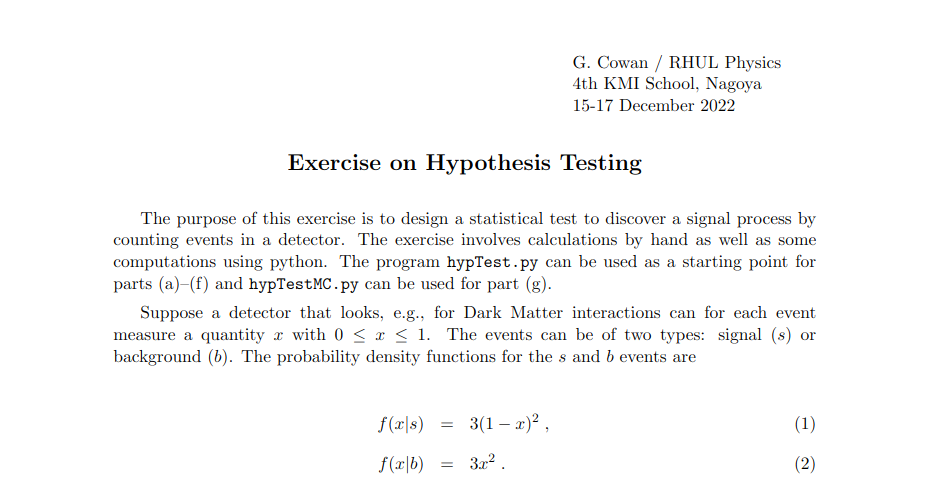 G. Cowan / RHUL Physics
4th KMI School, Nagoya
15-17 December 2022
Exercise on Hypothesis Testing
The purpose of this exercise is to design a statistical test to discover a signal process by
counting events in a detector. The exercise involves calculations by hand as well as some
computations using python. The program hypTest.py can be used as a starting point for
parts (a)–(f) and hypTestMC.py can be used for part (g).
Suppose a detector that looks, e.g., for Dark Matter interactions can for each event
measure a quantity x with 0 ≤ x ≤ 1. The events can be of two types: signal (s) or
background (b). The probability density functions for the s and b events are
f(x|s) = 3(1 − x)² , (1)
f(x|b) = 3x² . (2)